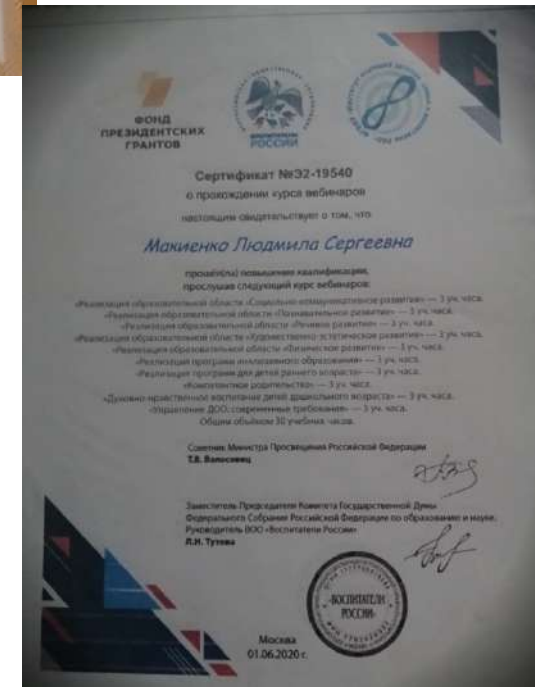 ФОНД
ПРЕЗИДЕНТСКИХ
ГРАНТОВ
ВОСПИТАТЕЛИ
РОССИИ
Сертификат №Э2-19540
о прохождении курса вебинаров
настоящим свидетельствует о том, что
Макиенко Людмила Сергеевна
прошел(ла) повышение квалификации,
прослушав следующий курс вебинаров:
«Реализация образовательной области «Социально-коммуникативное развитие» — 3 уч. часа.
«Реализация образовательной области «Познавательное развитие» — 3 уч. часа.
«Реализация образовательной области «Речевое развитие» — 3 уч. часа.
«Реализация образовательной области «Художественно-эстетическое развитие» — 3 уч. часа.
«Реализация образовательной области «Физическое развитие» — 3 уч. часа.
«Реализация программ инклюзивного образования» — 3 уч. часа.
«Реализация программ для детей раннего возраста» — 3 уч. часа.
«Компетентное родительство» — 3 уч. часа.
«Духовно-нравственное воспитание детей дошкольного возраста» — 3 уч. часа.
«Управление ДОО: современные требования» — 3 уч. часа.
Общим объёмом 30 учебных часов.
Советник Министра Просвещения Российской Федерации
Т.В. Волосовец
Заместитель Председателя Комитета Государственной Думы
Федерального Собрания Российской Федерации по образованию и науке,
Руководитель ВОО «Воспитатели России»
Л.Н. Тутова
«ВОСПИТАТЕЛИ
РОССИИ»
Москва
01.06.2020 г.